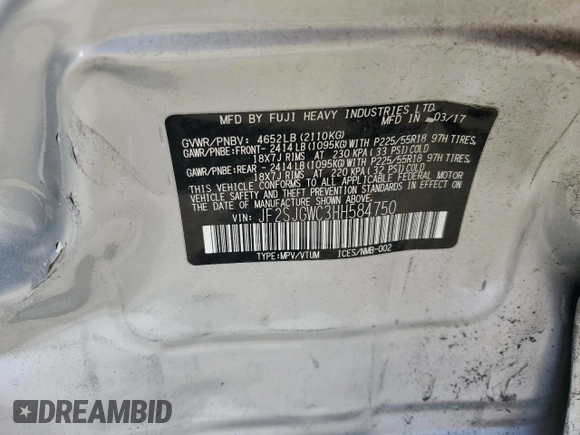 MFD BY FUJI HEAVY INDUSTRIES LTD.
MFD IN -03/17
GVWR/PNBV: 4652LB(2110KG)
GAWR/PNBE:FRONT- 2414LB(1095KG)WITH P225/55R18 97H TIRES,
18X7J RIMS AT 230 KPA(33 PSI)COLD
GAWR/PNBE:REAR - 2414LB(1095KG)WITH P225/55R18 97H TIRES,
18X7J RIMS AT 220 KPA(32 PSI)COLD
THIS VEHICLE CONFORMS TO ALL APPLICABLE FEDERAL MOTOR
VEHICLE SAFETY STANDARDS IN EFFECT ON THE
DATE OF MANUFACTURE SHOWN ABOVE.
VIN: JF2SJGWC3HH584750
TYPE:MPV/VTUM ICES/NMB-002
DREAMBID